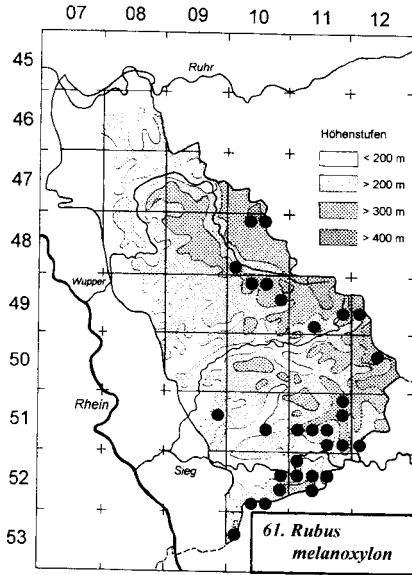 07 08 09 10 11 12
45
Ruhr
46
Höhenstufen
< 200 m
47
> 200 m
> 300 m
48
> 400 m
Wupper
49
50
Rhein
51
Sieg
52
53
61. Rubus
melanoxylon